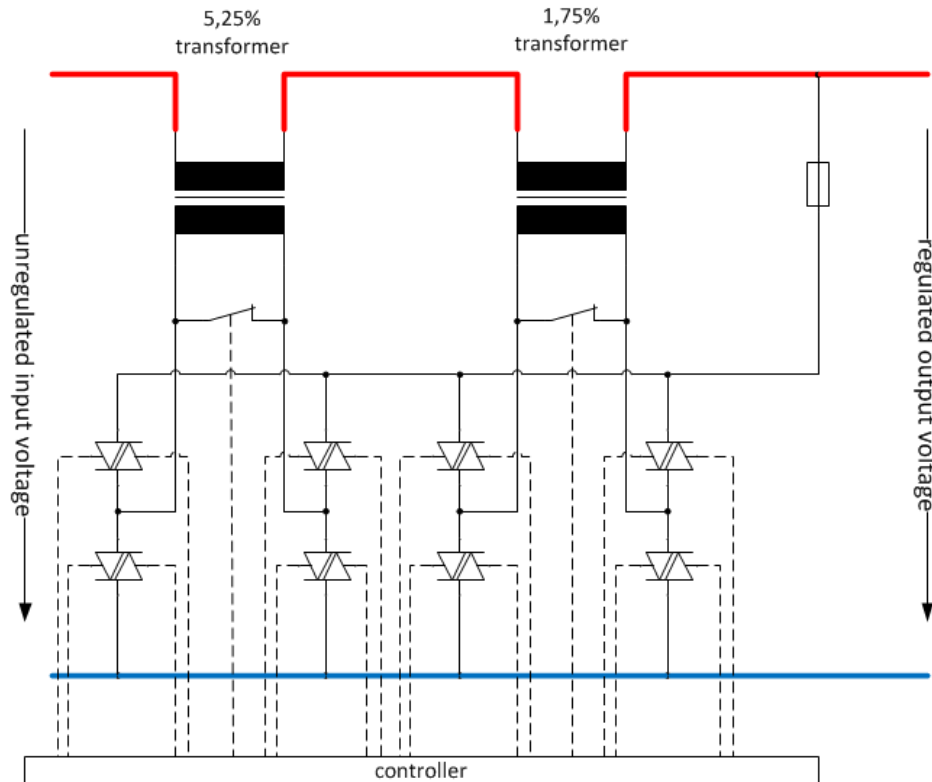 5,25%
transformer
1,75%
transformer
unregulated input voltage
regulated output voltage
controller